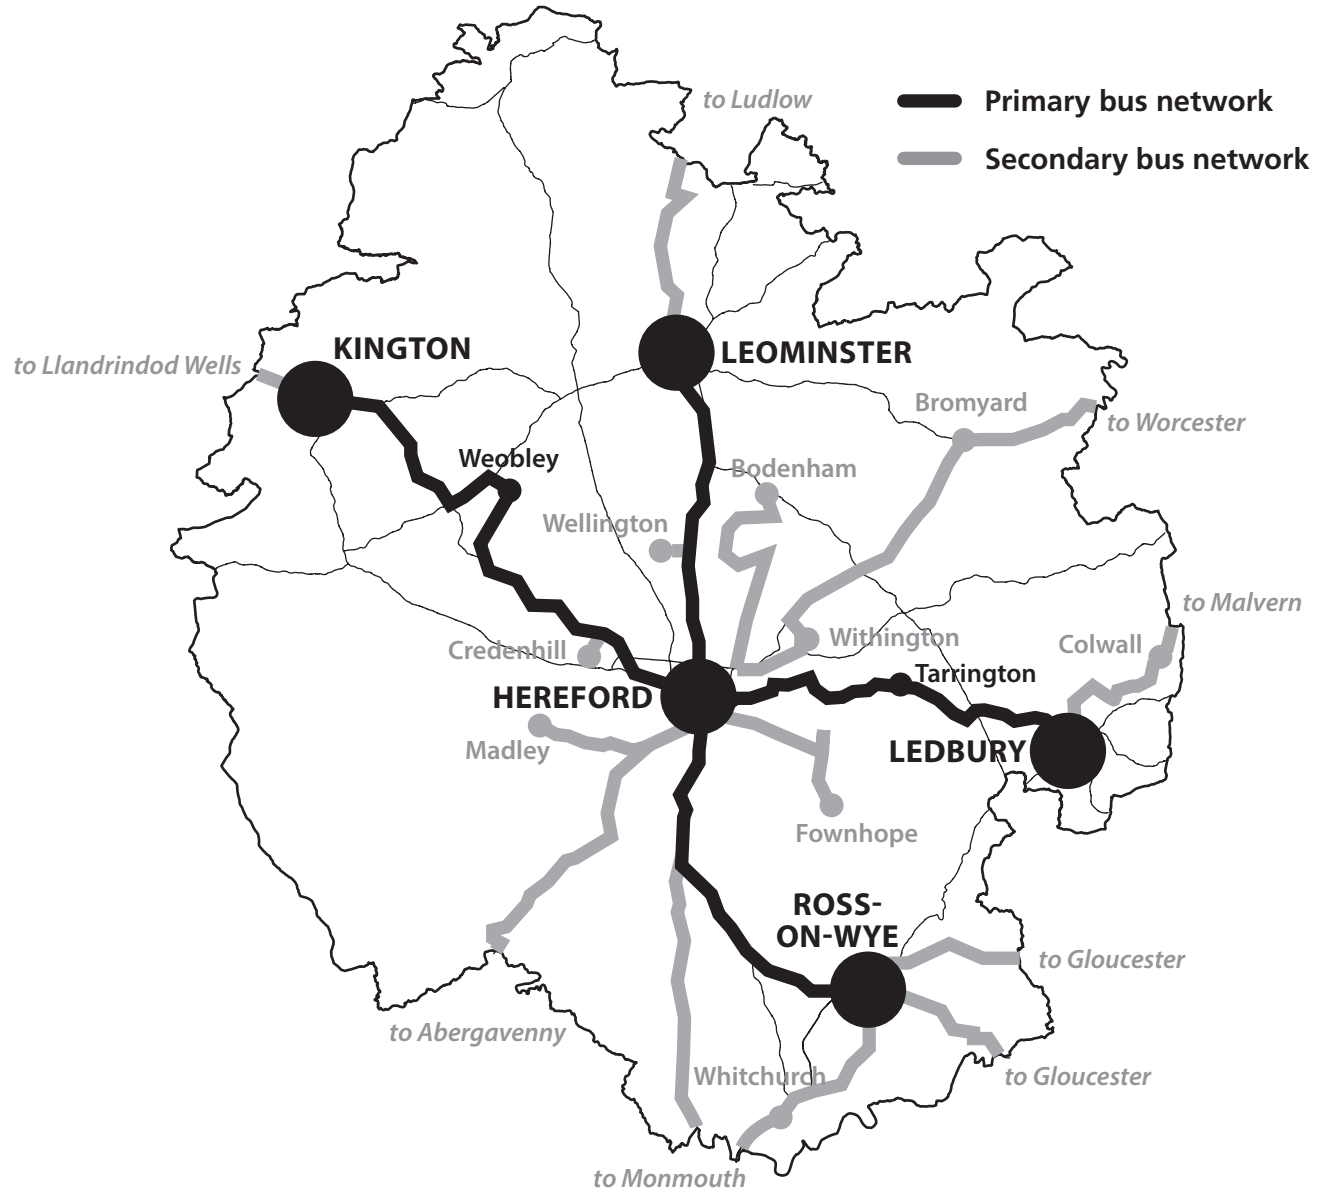 to Ludlow
Primary bus network
Secondary bus network
KINGTON
LEOMINSTER
to Llandrindod Wells
Bromyard
to Worcester
Weobley
Bodenham
Wellington
to Malvern
Credenhill
Withington
Colwall
Tarrington
HEREFORD
Madley
LEDBURY
Fownhope
ROSS-
ON-WYE
to Gloucester
to Abergavenny
Whitchurch
to Gloucester
to Monmouth